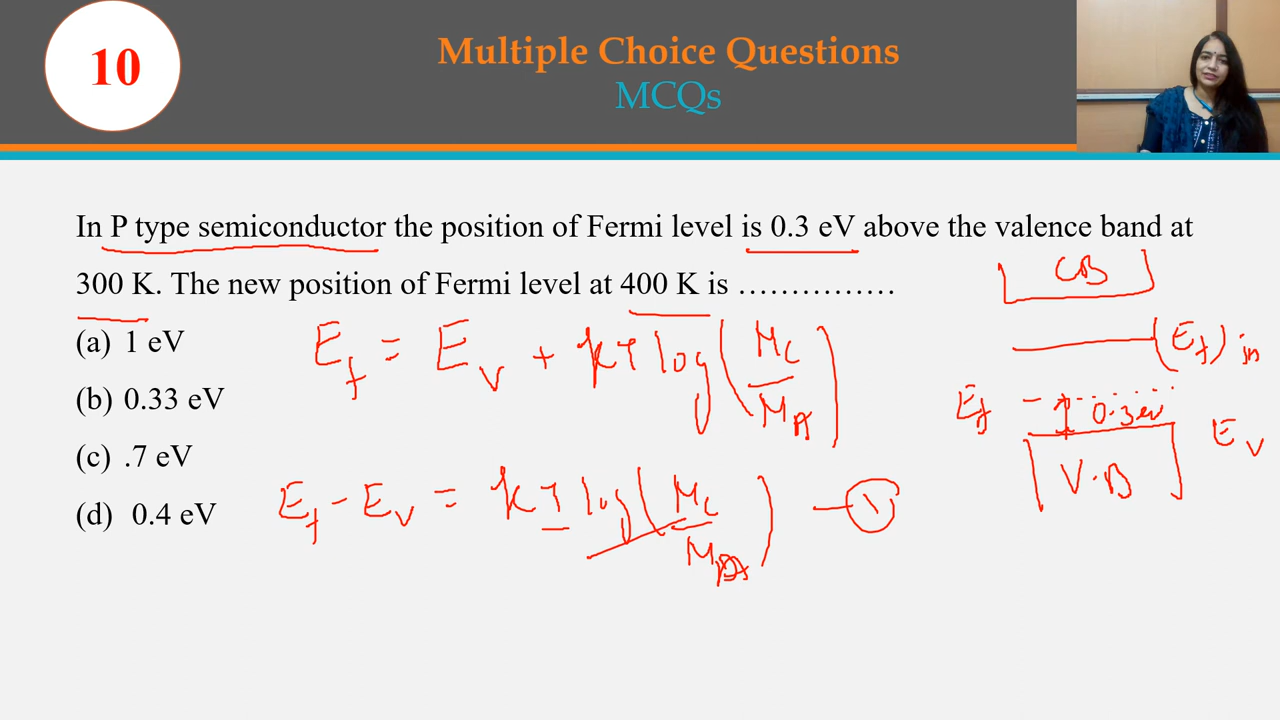 10
Multiple Choice Questions
MCQs
In P type semiconductor the position of Fermi level is 0.3 eV above the valence band at
300 K. The new position of Fermi level at 400 K is ……………
(a) 1 eV
(b) 0.33 eV
(c) .7 eV
(d) 0.4 eV
CB
(Ef) in
Ef 0.3ev
Ev
V.B
Ef = Ev + kT log (Nc/NA)
Ef - Ev = kT log (Nc/NA) — 1